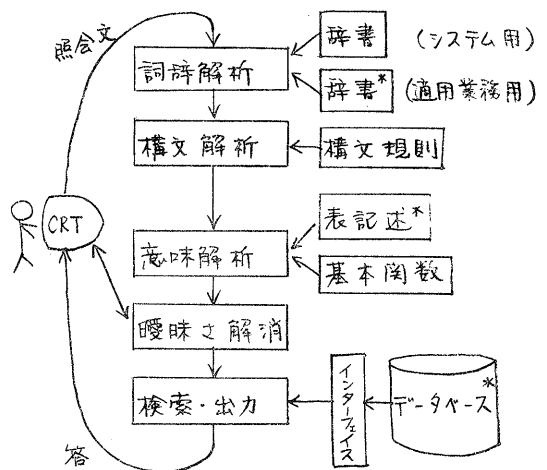 照会文
辞書 (システム用)
詞辞解析
辞書* (適用業務用)
構文解析
構文規則
表記述*
CRT
意味解析
基本関数
曖昧さ解消
検索・出力
インターフェイス
データベース*
答